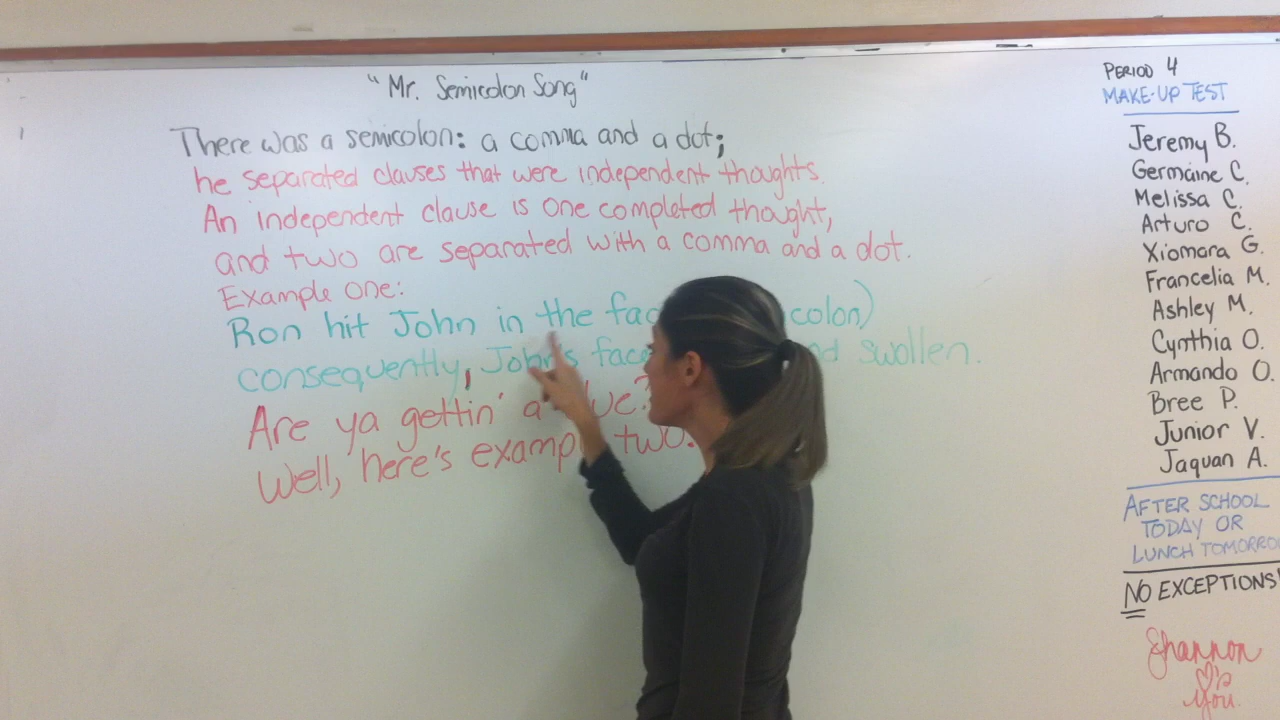 “Mr. Semicolon Song”
There was a semicolon: a comma and a dot;
he separated clauses that were independent thoughts.
An independent clause is one completed thought,
and two are separated with a comma and a dot.
Example one:
Ron hit John in the fac colon)
consequently, John's face d swollen.
Are ya gettin' a ue?
Well, here's examp two.
PERIOD 4
MAKE-UP TEST
Jeremy B.
Germaine C.
Melissa C.
Arturo C.
Xiomara G.
Francelia M.
Ashley M.
Cynthia O.
Armando O.
Bree P.
Junior V.
Jaquan A.
AFTER SCHOOL
TODAY OR
LUNCH TOMORRO
NO EXCEPTIONS!
Shannon
♡'s
you.